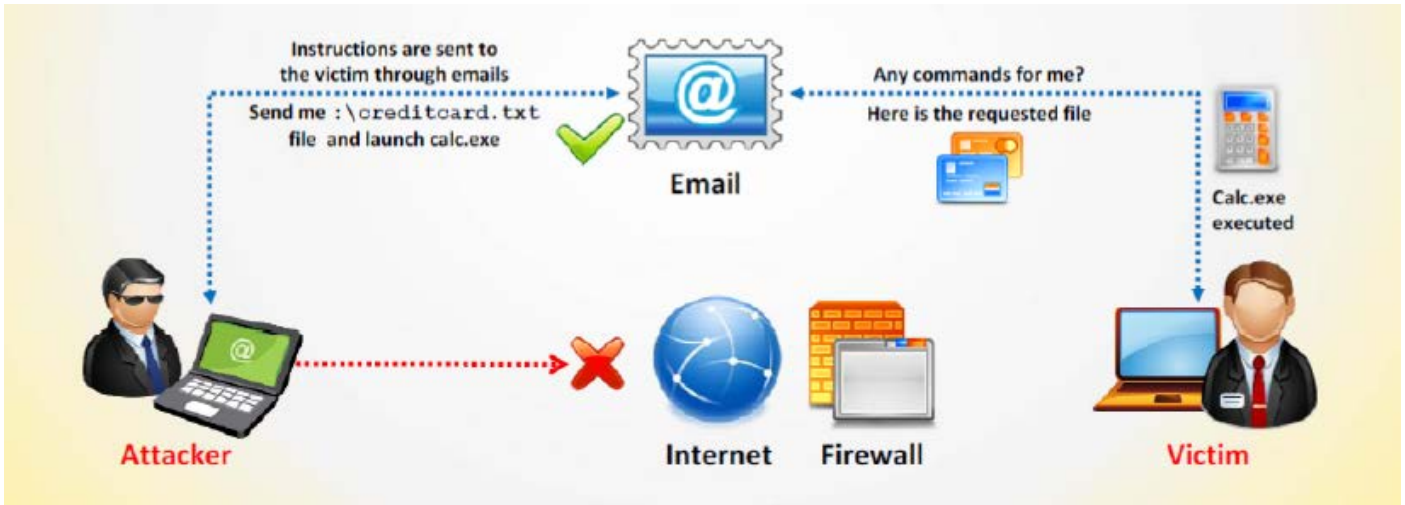 Instructions are sent to
the victim through emails
Send me :\creditcard.txt
file and launch calc.exe
@
Email
Any commands for me?
Here is the requested file
Calc.exe
executed
@
Attacker
Internet
Firewall
Victim